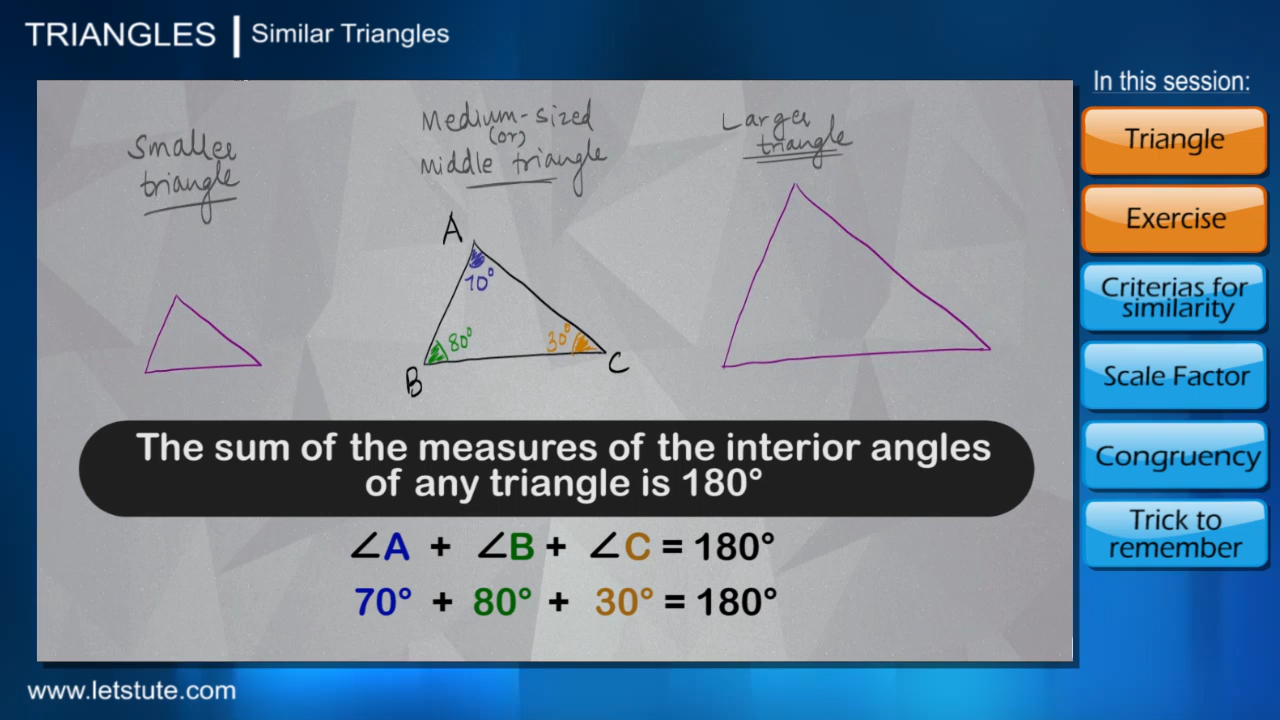 TRIANGLES | Similar Triangles
In this session:
Triangle
Exercise
Criterias for
similarity
Scale Factor
Congruency
Trick to
remember
Smaller
triangle
Medium-sized
(or)
Middle triangle
Larger
triangle
A
70°
B
80°
30°
C
The sum of the measures of the interior angles
of any triangle is 180°
∠A + ∠B + ∠C = 180°
70° + 80° + 30° = 180°
www.letstute.com